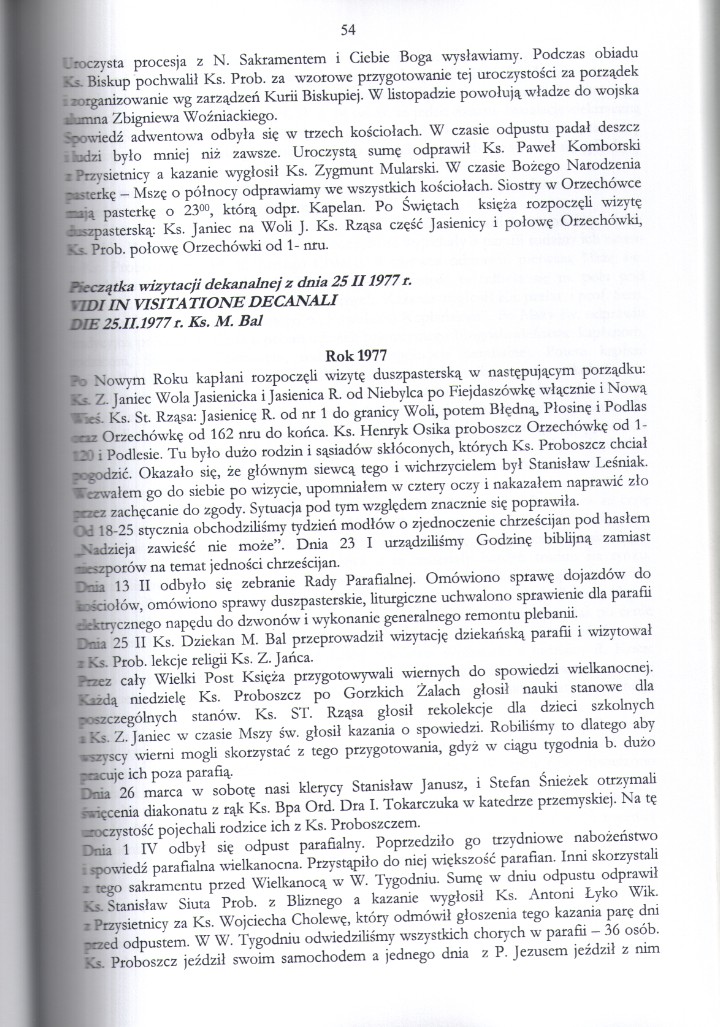 54
Uroczysta procesja z N. Sakramentem i Ciebie Boga wysławiamy. Podczas obiadu
Ks. Biskup pochwalił Ks. Prob. za wzorowe przygotowanie tej uroczystości za porządek
i zorganizowanie wg zarządzeń Kurii Biskupiej. W listopadzie powołują władze do wojska
alumna Zbigniewa Woźniackiego.
Spowiedź adwentowa odbyła się w trzech kościołach. W czasie odpustu padał deszcz
i ludzi było mniej niż zawsze. Uroczystą sumę odprawił Ks. Paweł Komborski
z Przysietnicy a kazanie wygłosił Ks. Zygmunt Mularski. W czasie Bożego Narodzenia
pasterkę – Mszę o północy odprawiamy we wszystkich kościołach. Siostry w Orzechówce
mają pasterkę o 23⁰⁰, którą odpr. Kapelan. Po Świętach księża rozpoczęli wizytę
duszpasterską: Ks. Janiec na Woli J. Ks. Rząsa część Jasienicy i połowę Orzechówki,
Ks. Prob. połowę Orzechówki od 1- nru.
Pieczątka wizytacji dekanalnej z dnia 25 II 1977 r.
VIDI IN VISITATIONE DECANALI
DIE 25.II.1977 r. Ks. M. Bal
Rok 1977
Po Nowym Roku kapłani rozpoczęli wizytę duszpasterską w następującym porządku:
Ks. Z. Janiec Wola Jasienicka i Jasienica R. od Niebylca po Fiejdaszówkę włącznie i Nową
Wieś. Ks. St. Rząsa: Jasienicę R. od nr 1 do granicy Woli, potem Błędną, Płosinę i Podlas
oraz Orzechówkę od 162 nru do końca. Ks. Henryk Osika proboszcz Orzechówkę od 1-
120 i Podlesie. Tu było dużo rodzin i sąsiadów skłóconych, których Ks. Proboszcz chciał
pogodzić. Okazało się, że głównym siewcą tego i wichrzycielem był Stanisław Leśniak.
Wezwałem go do siebie po wizycie, upomniałem w cztery oczy i nakazałem naprawić zło
przez zachęcanie do zgody. Sytuacja pod tym względem znacznie się poprawiła.
Od 18-25 stycznia obchodziliśmy tydzień modłów o zjednoczenie chrześcijan pod hasłem
„Nadzieja zawieść nie może”. Dnia 23 I urządziliśmy Godzinę biblijną zamiast
nieszporów na temat jedności chrześcijan.
Dnia 13 II odbyło się zebranie Rady Parafialnej. Omówiono sprawę dojazdów do
kościołów, omówiono sprawy duszpasterskie, liturgiczne uchwalono sprawienie dla parafii
elektrycznego napędu do dzwonów i wykonanie generalnego remontu plebanii.
Dnia 25 II Ks. Dziekan M. Bal przeprowadził wizytację dziekańską parafii i wizytował
z Ks. Prob. lekcje religii Ks. Z. Jańca.
Przez cały Wielki Post Księża przygotowywali wiernych do spowiedzi wielkanocnej.
Każdą niedzielę Ks. Proboszcz po Gorzkich Żalach głosił nauki stanowe dla
poszczególnych stanów. Ks. ST. Rząsa głosił rekolekcje dla dzieci szkolnych
a Ks. Z. Janiec w czasie Mszy św. głosił kazania o spowiedzi. Robiliśmy to dlatego aby
wszyscy wierni mogli skorzystać z tego przygotowania, gdyż w ciągu tygodnia b. dużo
pracuje ich poza parafią.
Dnia 26 marca w sobotę nasi klerycy Stanisław Janusz, i Stefan Śnieżek otrzymali
święcenia diakonatu z rąk Ks. Bpa Ord. Dra I. Tokarczuka w katedrze przemyskiej. Na tę
uroczystość pojechali rodzice ich z Ks. Proboszczem.
Dnia 1 IV odbył się odpust parafialny. Poprzedziło go trzydniowe nabożeństwo
i spowiedź parafialna wielkanocna. Przystąpiło do niej większość parafian. Inni skorzystali
z tego sakramentu przed Wielkanocą w W. Tygodniu. Sumę w dniu odpustu odprawił
Ks. Stanisław Siuta Prob. z Bliznego a kazanie wygłosił Ks. Antoni Łyko Wik.
z Przysietnicy za Ks. Wojciecha Cholewę, który odmówił głoszenia tego kazania parę dni
przed odpustem. W W. Tygodniu odwiedziliśmy wszystkich chorych w parafii – 36 osób.
Ks. Proboszcz jeździł swoim samochodem a jednego dnia z P. Jezusem jeździł z nim